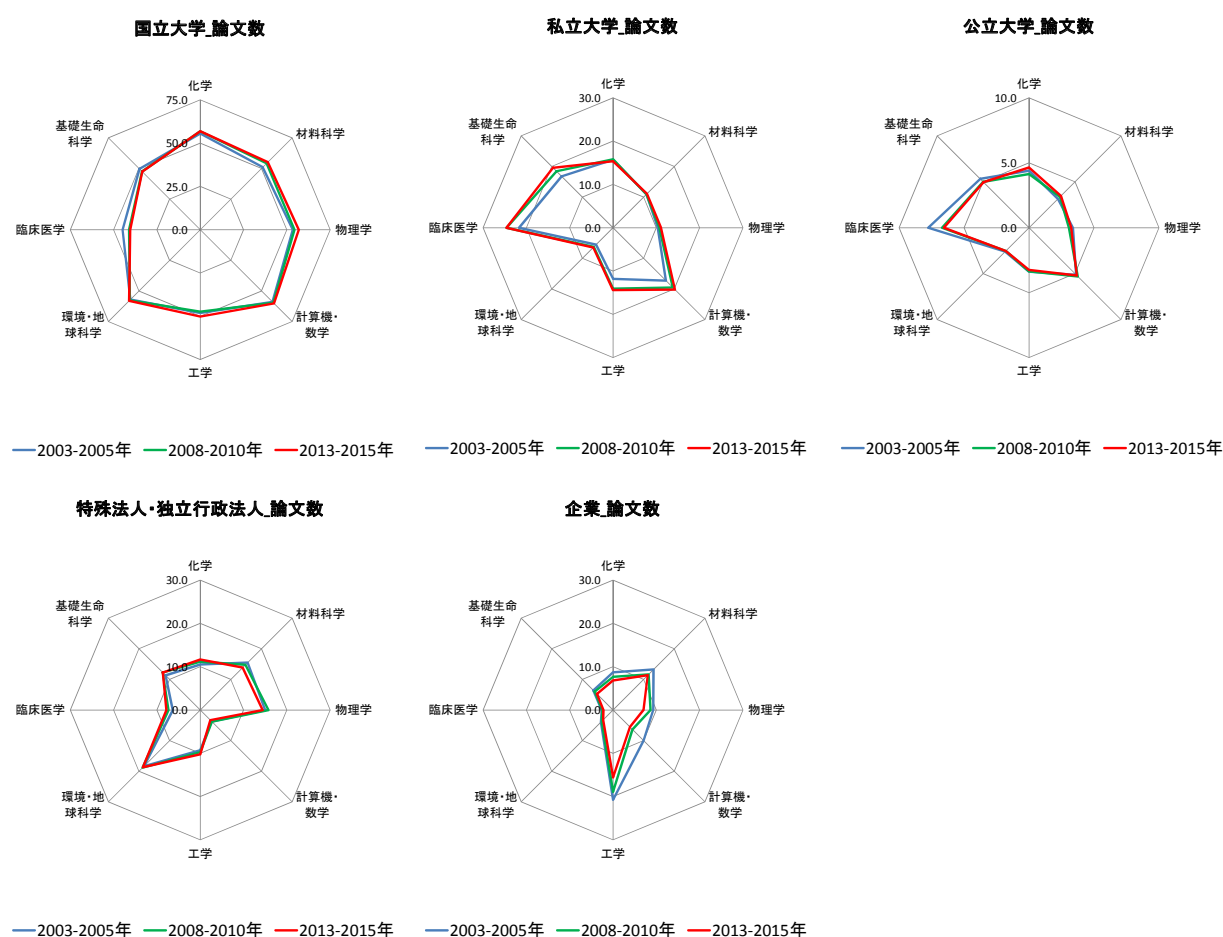 国立大学_論文数
化学
75.0
材料科学
基礎生命
科学
50.0
25.0
臨床医学
0.0
物理学
環境・地
球科学
計算機・
数学
工学
2003-2005年 2008-2010年 2013-2015年
私立大学_論文数
化学
30.0
材料科学
基礎生命
科学
20.0
10.0
臨床医学
0.0
物理学
環境・地
球科学
計算機・
数学
工学
2003-2005年 2008-2010年 2013-2015年
公立大学_論文数
化学
10.0
材料科学
基礎生命
科学
5.0
臨床医学
0.0
物理学
環境・地
球科学
計算機・
数学
工学
2003-2005年 2008-2010年 2013-2015年
特殊法人・独立行政法人_論文数
化学
30.0
材料科学
基礎生命
科学
20.0
10.0
臨床医学
0.0
物理学
環境・地
球科学
計算機・
数学
工学
2003-2005年 2008-2010年 2013-2015年
企業_論文数
化学
30.0
材料科学
基礎生命
科学
20.0
10.0
臨床医学
0.0
物理学
環境・地
球科学
計算機・
数学
工学
2003-2005年 2008-2010年 2013-2015年